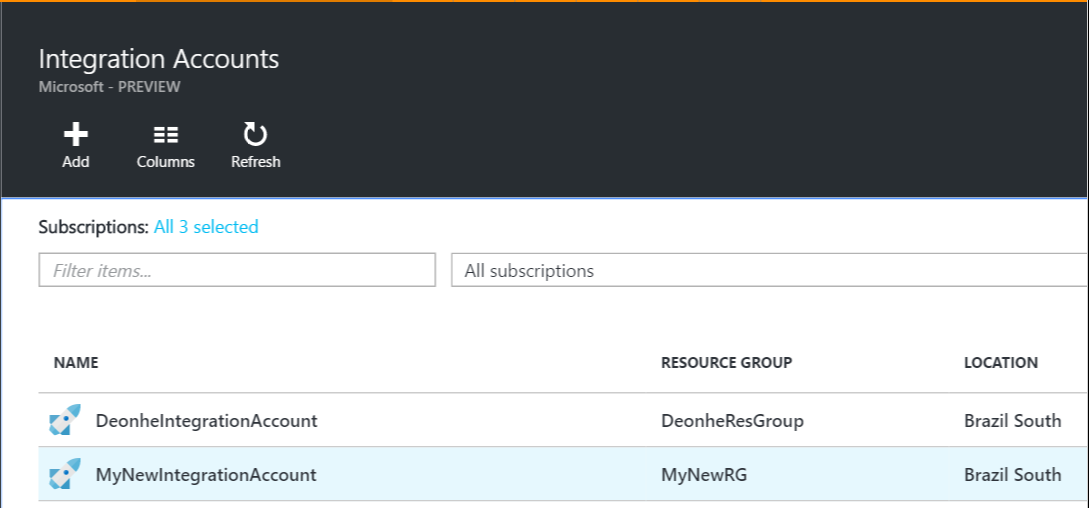 Integration Accounts
Microsoft - PREVIEW
Add Columns Refresh
Subscriptions: All 3 selected
Filter items... All subscriptions
NAME RESOURCE GROUP LOCATION
DeonheIntegrationAccount DeonheResGroup Brazil South
MyNewIntegrationAccount MyNewRG Brazil South